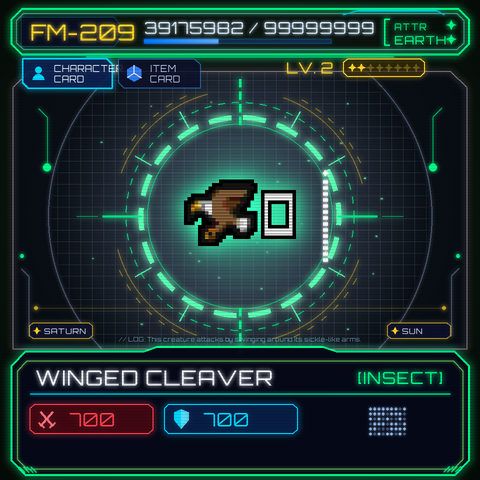 FM-209
39175982 / 99999999
ATTR
EARTH
CHARACTER
CARD
ITEM
CARD
LV. 2
0
SATURN
SUN
// LOG: This creature attacks by swinging around its sickle-like arms.
WINGED CLEAVER
[INSECT]
700
700